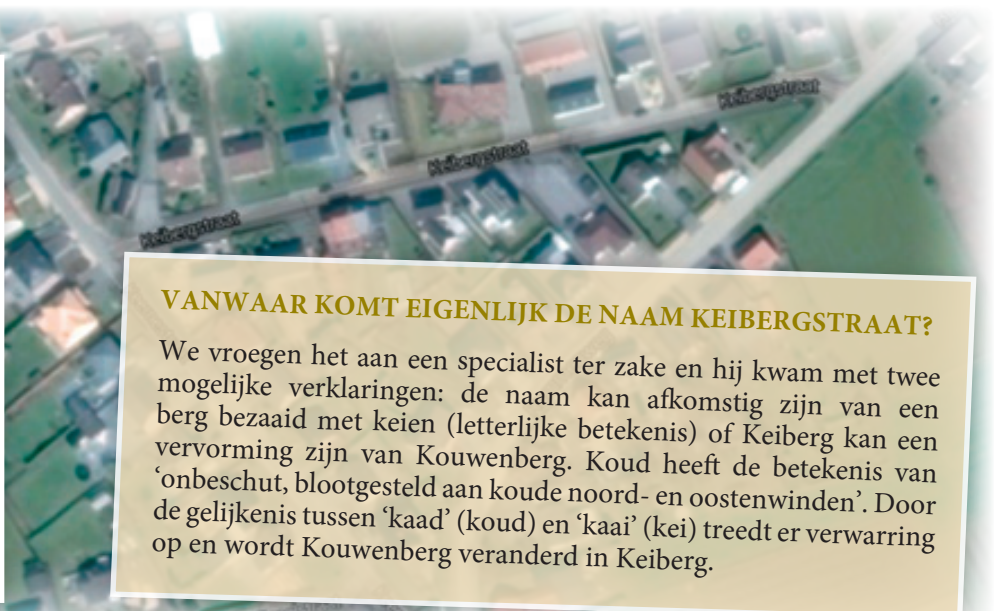 Keibergstraat
Keibergstraat
Keibergstraat
VANWAAR KOMT EIGENLIJK DE NAAM KEIBERGSTRAAT?
We vroegen het aan een specialist ter zake en hij kwam met twee
mogelijke verklaringen: de naam kan afkomstig zijn van een
berg bezaaid met keien (letterlijke betekenis) of Keiberg kan een
vervorming zijn van Kouwenberg. Koud heeft de betekenis van
‘onbeschut, blootgesteld aan koude noord- en oostenwinden’. Door
de gelijkenis tussen ‘kaad’ (koud) en ‘kaai’ (kei) treedt er verwarring
op en wordt Kouwenberg veranderd in Keiberg.